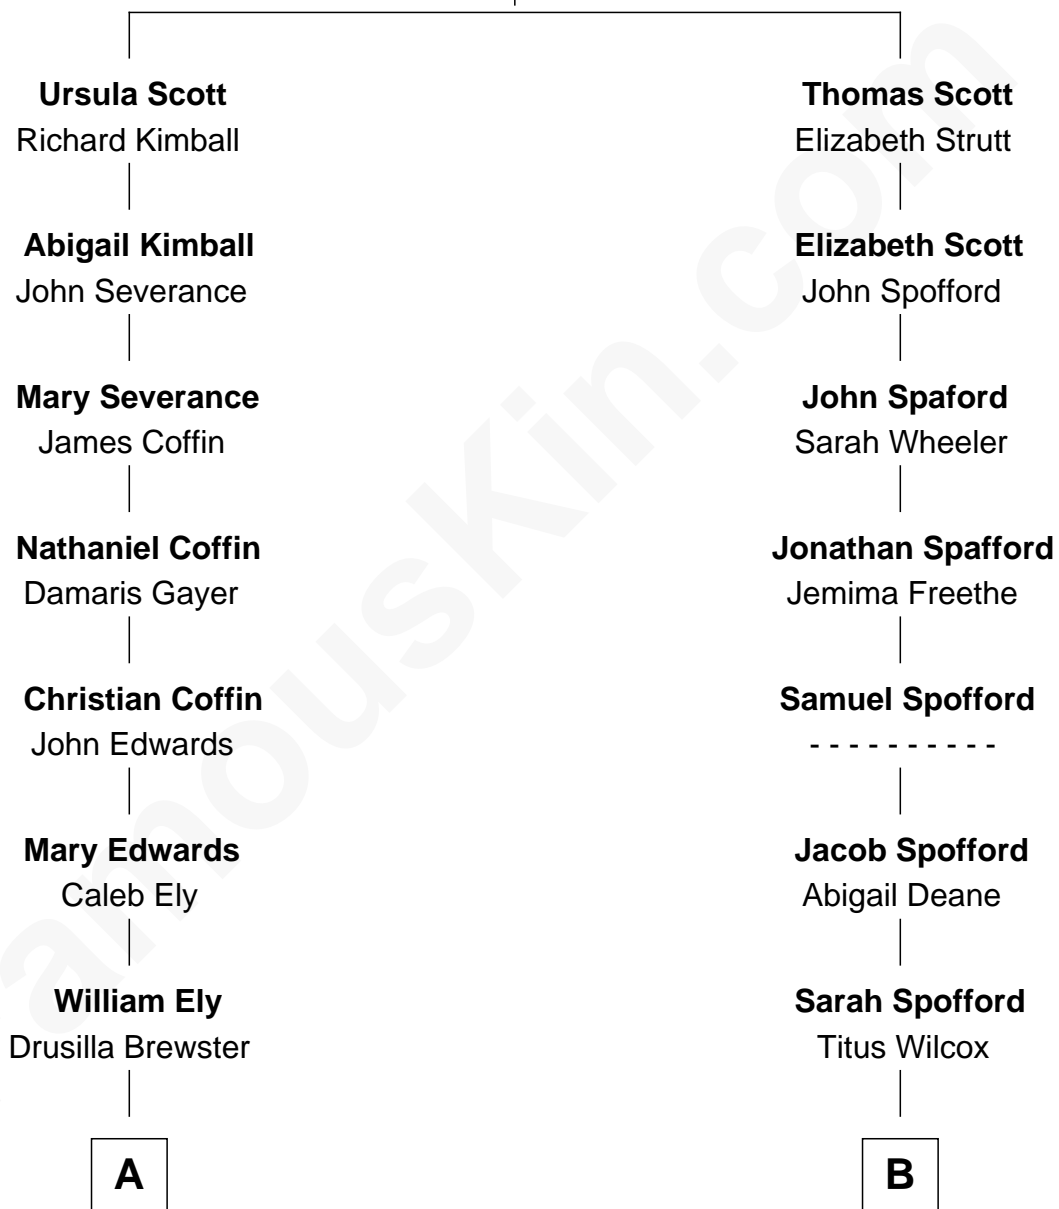 Ursula Scott
Richard Kimball
Abigail Kimball
John Severance
Mary Severance
James Coffin
Nathaniel Coffin
Damaris Gayer
Christian Coffin
John Edwards
Mary Edwards
Caleb Ely
William Ely
Drusilla Brewster
A
Thomas Scott
Elizabeth Strutt
Elizabeth Scott
John Spofford
John Spaford
Sarah Wheeler
Jonathan Spafford
Jemima Freethe
Samuel Spofford
- - - - - - - - - -
Jacob Spofford
Abigail Deane
Sarah Spofford
Titus Wilcox
B
amouskin.com